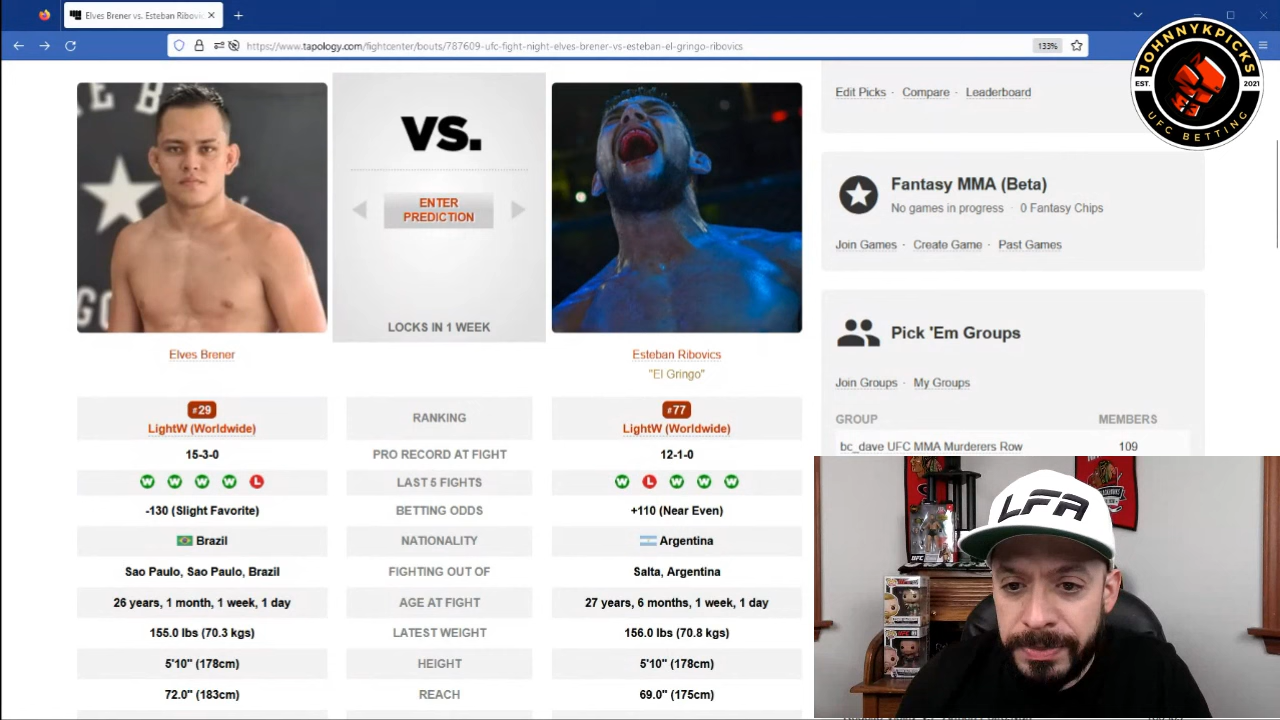 Elves Brener vs. Esteban Ribovic
https://www.tapology.com/fightcenter/bouts/787609-ufc-fight-night-elves-brener-vs-esteban-el-gringo-ribovics
133%
JOHNNYKPICKS
EST. 2021
UFC BETTING
VS.
ENTER
PREDICTION
LOCKS IN 1 WEEK
Elves Brener
Esteban Ribovics
"El Gringo"
#29 RANKING #77
LightW (Worldwide) LightW (Worldwide)
15-3-0 PRO RECORD AT FIGHT 12-1-0
W W W W L LAST 5 FIGHTS W L W W W
-130 (Slight Favorite) BETTING ODDS +110 (Near Even)
Brazil NATIONALITY Argentina
Sao Paulo, Sao Paulo, Brazil FIGHTING OUT OF Salta, Argentina
26 years, 1 month, 1 week, 1 day AGE AT FIGHT 27 years, 6 months, 1 week, 1 day
155.0 lbs (70.3 kgs) LATEST WEIGHT 156.0 lbs (70.8 kgs)
5'10" (178cm) HEIGHT 5'10" (178cm)
72.0" (183cm) REACH 69.0" (175cm)
Edit Picks · Compare · Leaderboard
Fantasy MMA (Beta)
No games in progress · 0 Fantasy Chips
Join Games · Create Game · Past Games
Pick 'Em Groups
Join Groups · My Groups
GROUP MEMBERS
bc_dave UFC MMA Murderers Row 109
LFA
UFC